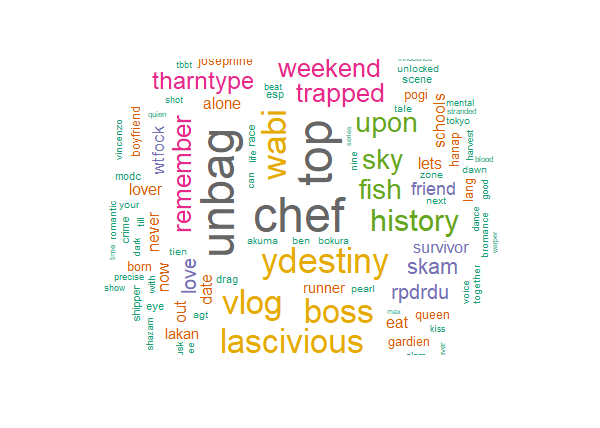 tbbt
josephine
weekend
unlocked
scene
tharntype
beat
esp
trapped
pogi
mental
stranded
tokyo
quien
shot
alone
tale
schools
vincenzo
boyfriend
wtfock
remember
unbag
race
life
can
wabi
top
series
nine
upon
lets
hanap
harvest
blood
sky
zone
dawn
modc
lover
fish
friend
lang
good
next
romantic
your
crime
dark
till
never
chef
history
dance
bromance
warper
tien
akuma
ben
bokura
survivor
time
precise
show
born
with
now
love
date
drag
ydestiny
skam
voice
together
shipper
eye
out
runner
pearl
rpdrdu
vlog
boss
max
queen
agt
eat
kiss
shazam
lakan
lascivious
gardien
ee